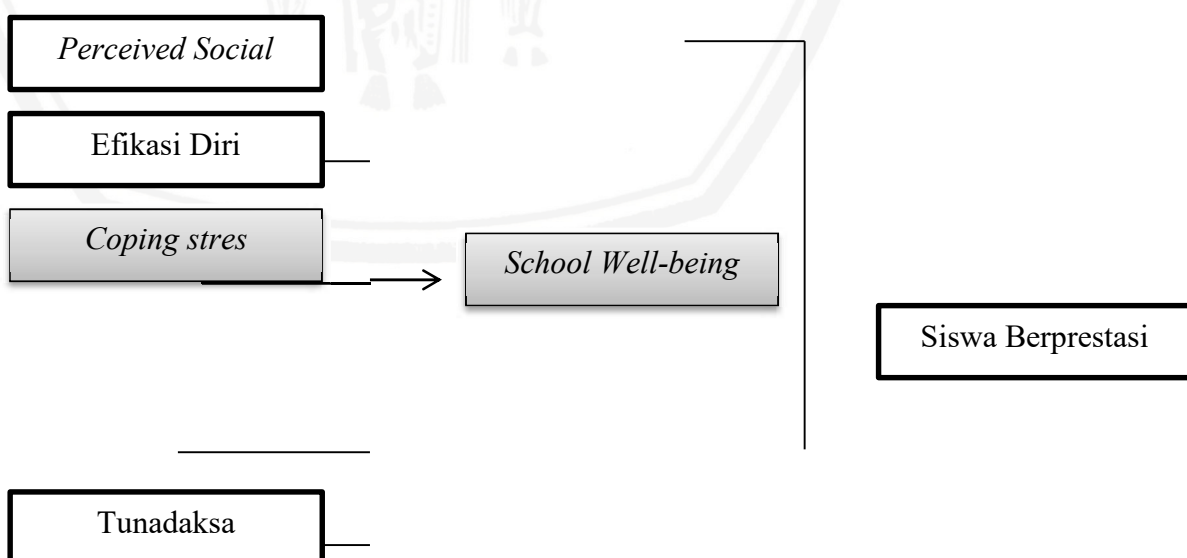 Perceived Social
Efikasi Diri
Coping stres
School Well-being
Siswa Berprestasi
Tunadaksa